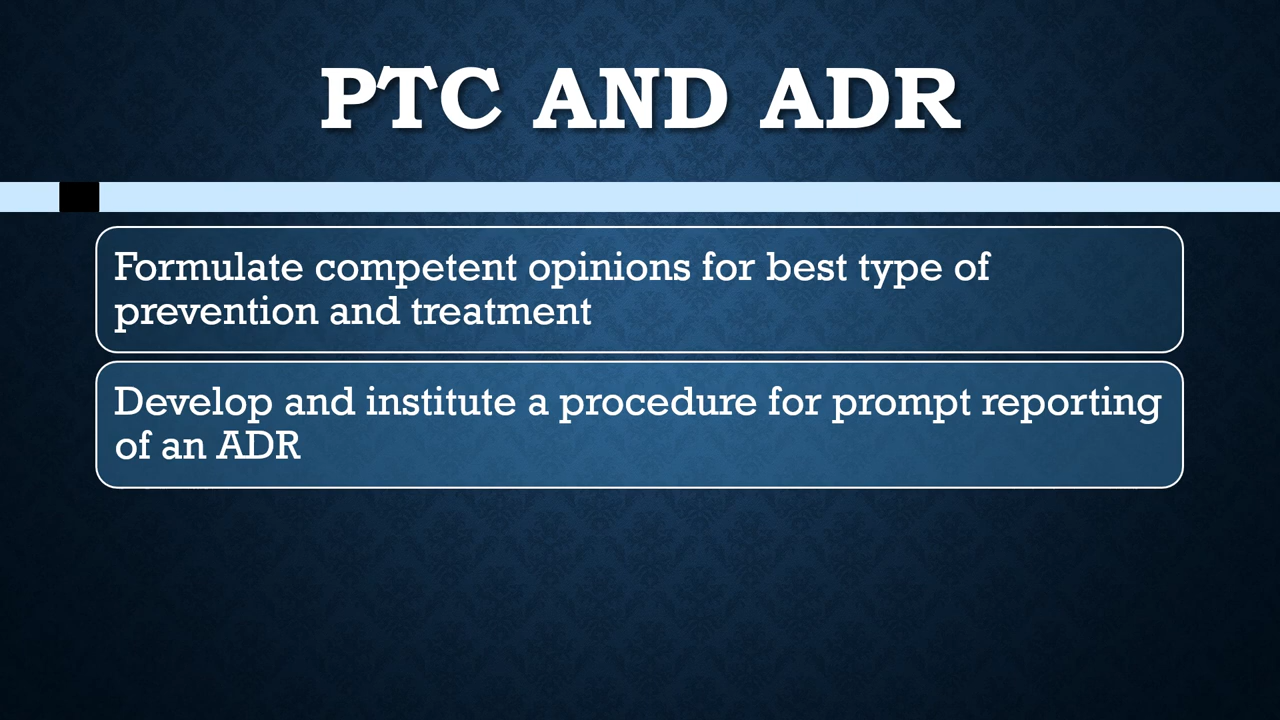 PTC AND ADR
Formulate competent opinions for best type of
prevention and treatment
Develop and institute a procedure for prompt reporting
of an ADR